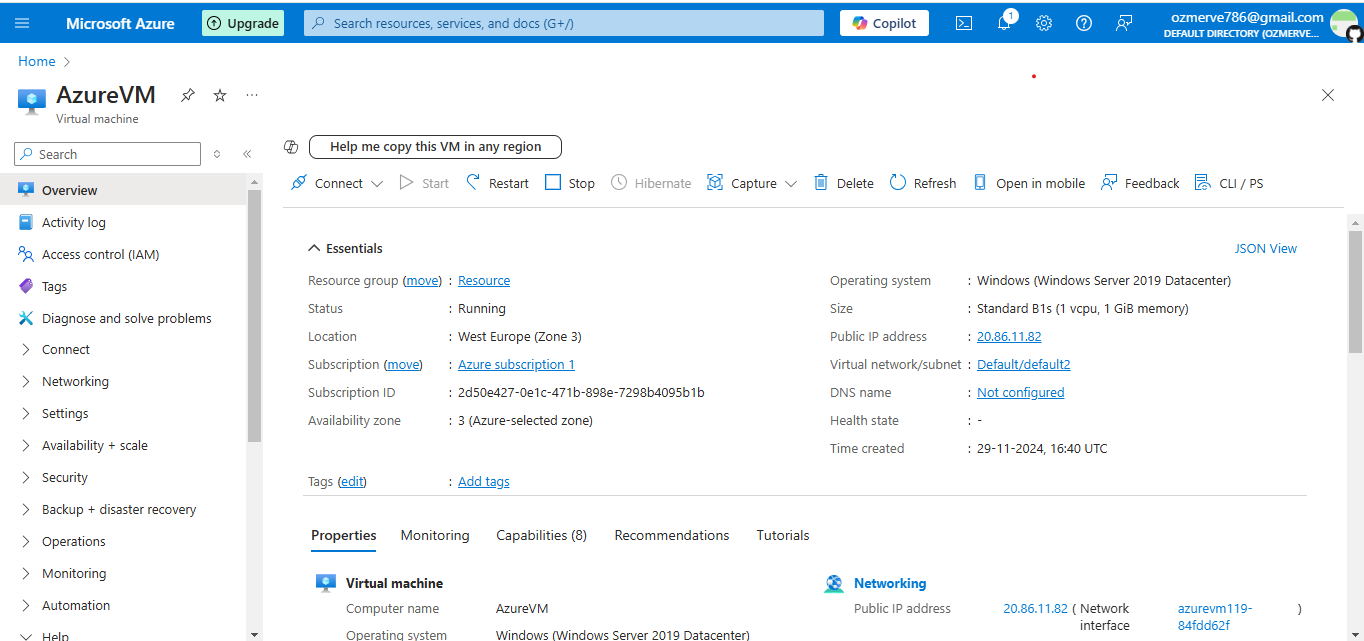 Microsoft Azure
Upgrade
Search resources, services, and docs (G+/)
Copilot
1
ozmerve786@gmail.com
DEFAULT DIRECTORY (OZMERVE...
Home
AzureVM
Virtual machine
Search
Overview
Activity log
Access control (IAM)
Tags
Diagnose and solve problems
Connect
Networking
Settings
Availability + scale
Security
Backup + disaster recovery
Operations
Monitoring
Automation
Help
Help me copy this VM in any region
Connect Start Restart Stop Hibernate Capture Delete Refresh Open in mobile Feedback CLI / PS
Essentials
JSON View
Resource group (move) : Resource
Status : Running
Location : West Europe (Zone 3)
Subscription (move) : Azure subscription 1
Subscription ID : 2d50e427-0e1c-471b-898e-7298b4095b1b
Availability zone : 3 (Azure-selected zone)
Operating system : Windows (Windows Server 2019 Datacenter)
Size : Standard B1s (1 vcpu, 1 GiB memory)
Public IP address : 20.86.11.82
Virtual network/subnet : Default/default2
DNS name : Not configured
Health state : -
Time created : 29-11-2024, 16:40 UTC
Tags (edit) : Add tags
Properties Monitoring Capabilities (8) Recommendations Tutorials
Virtual machine
Computer name AzureVM
Operating system Windows (Windows Server 2019 Datacenter)
Networking
Public IP address 20.86.11.82 ( Network azurevm119- )
interface 84fdd62f